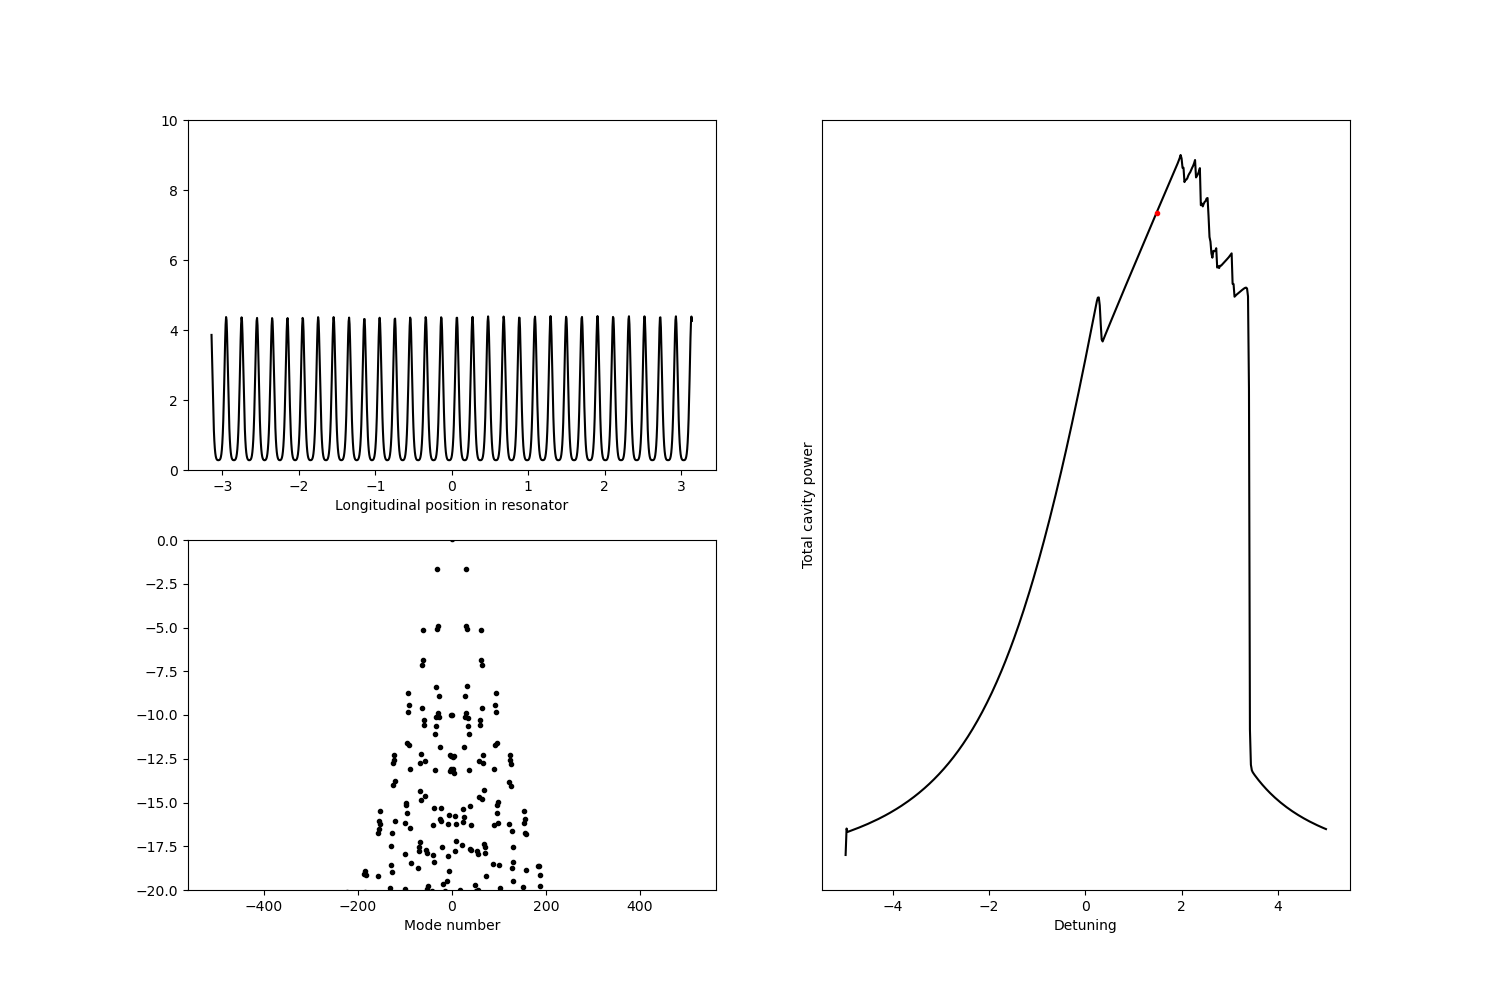 10
8
6
4
2
0
−3 −2 −1 0 1 2 3
Longitudinal position in resonator
0.0
−2.5
−5.0
−7.5
−10.0
−12.5
−15.0
−17.5
−20.0
−400 −200 0 200 400
Mode number
Total cavity power
−4 −2 0 2 4
Detuning